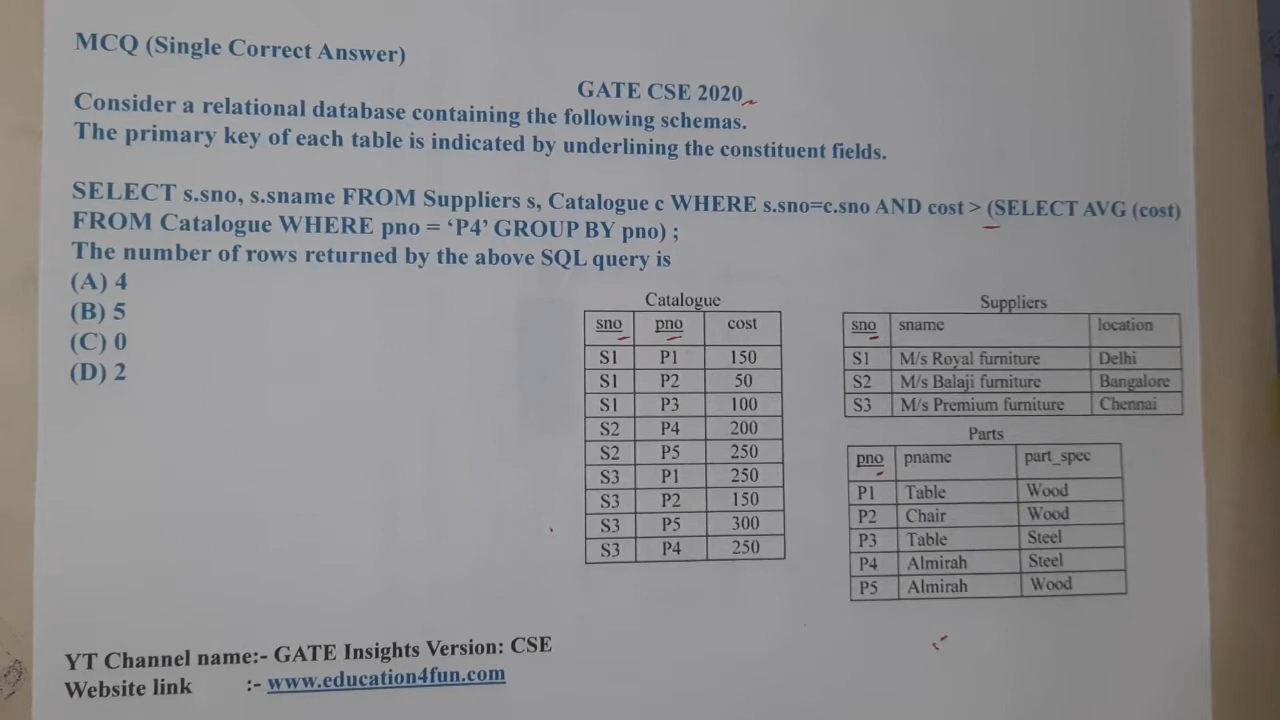 MCQ (Single Correct Answer)
GATE CSE 2020
Consider a relational database containing the following schemas.
The primary key of each table is indicated by underlining the constituent fields.
SELECT s.sno, s.sname FROM Suppliers s, Catalogue c WHERE s.sno=c.sno AND cost > (SELECT AVG (cost)
FROM Catalogue WHERE pno = ‘P4’ GROUP BY pno) ;
The number of rows returned by the above SQL query is
(A) 4
(B) 5
(C) 0
(D) 2
Catalogue
sno pno cost
S1 P1 150
S1 P2 50
S1 P3 100
S2 P4 200
S2 P5 250
S3 P1 250
S3 P2 150
S3 P5 300
S3 P4 250
Suppliers
sno sname location
S1 M/s Royal furniture Delhi
S2 M/s Balaji furniture Bangalore
S3 M/s Premium furniture Chennai
Parts
pno pname part_spec
P1 Table Wood
P2 Chair Wood
P3 Table Steel
P4 Almirah Steel
P5 Almirah Wood
YT Channel name:- GATE Insights Version: CSE
Website link :- www.education4fun.com